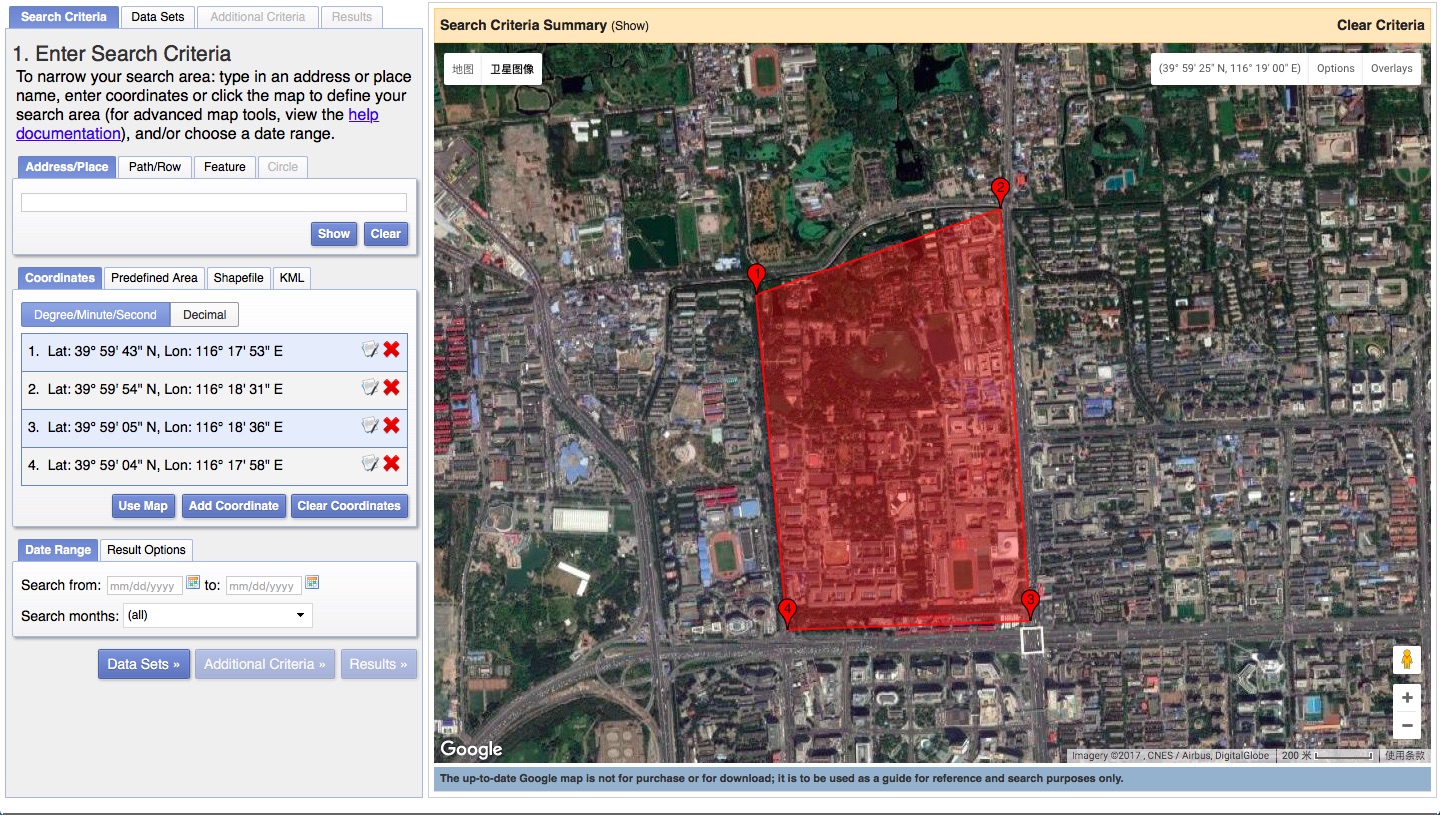 Search Criteria
Data Sets
Additional Criteria
Results
1. Enter Search Criteria
To narrow your search area: type in an address or place
name, enter coordinates or click the map to define your
search area (for advanced map tools, view the help
documentation), and/or choose a date range.
Address/Place
Path/Row
Feature
Circle
Show
Clear
Coordinates
Predefined Area
Shapefile
KML
Degree/Minute/Second
Decimal
1. Lat: 39° 59' 43" N, Lon: 116° 17' 53" E
2. Lat: 39° 59' 54" N, Lon: 116° 18' 31" E
3. Lat: 39° 59' 05" N, Lon: 116° 18' 36" E
4. Lat: 39° 59' 04" N, Lon: 116° 17' 58" E
Use Map
Add Coordinate
Clear Coordinates
Date Range
Result Options
Search from: mm/dd/yyyy to: mm/dd/yyyy
Search months: (all)
Data Sets »
Additional Criteria »
Results »
Search Criteria Summary (Show)
Clear Criteria
地图
卫星图像
(39° 59' 25" N, 116° 19' 00" E)
Options
Overlays
2
1
3
4
+
−
Google
Imagery ©2017 , CNES / Airbus, DigitalGlobe
200 米
使用条款
The up-to-date Google map is not for purchase or for download; it is to be used as a guide for reference and search purposes only.